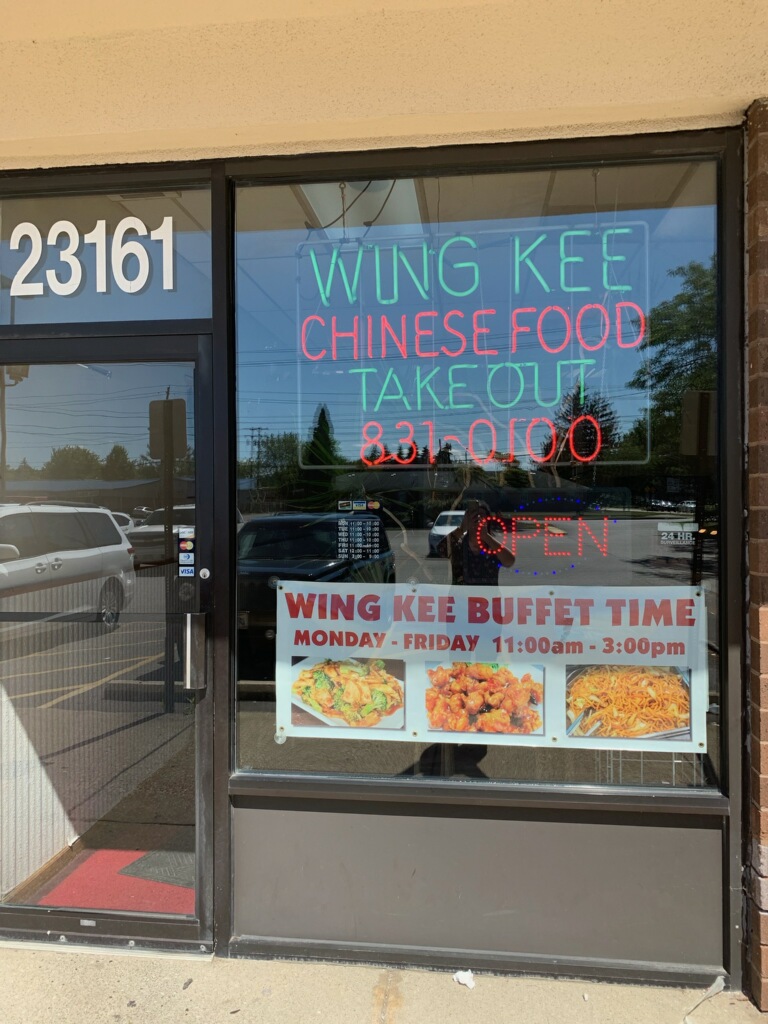 23161
WING KEE
CHINESE FOOD
TAKE OUT
831-0100
OPEN
24 HR.
VISA
WING KEE BUFFET TIME
MONDAY - FRIDAY 11:00am - 3:00pm